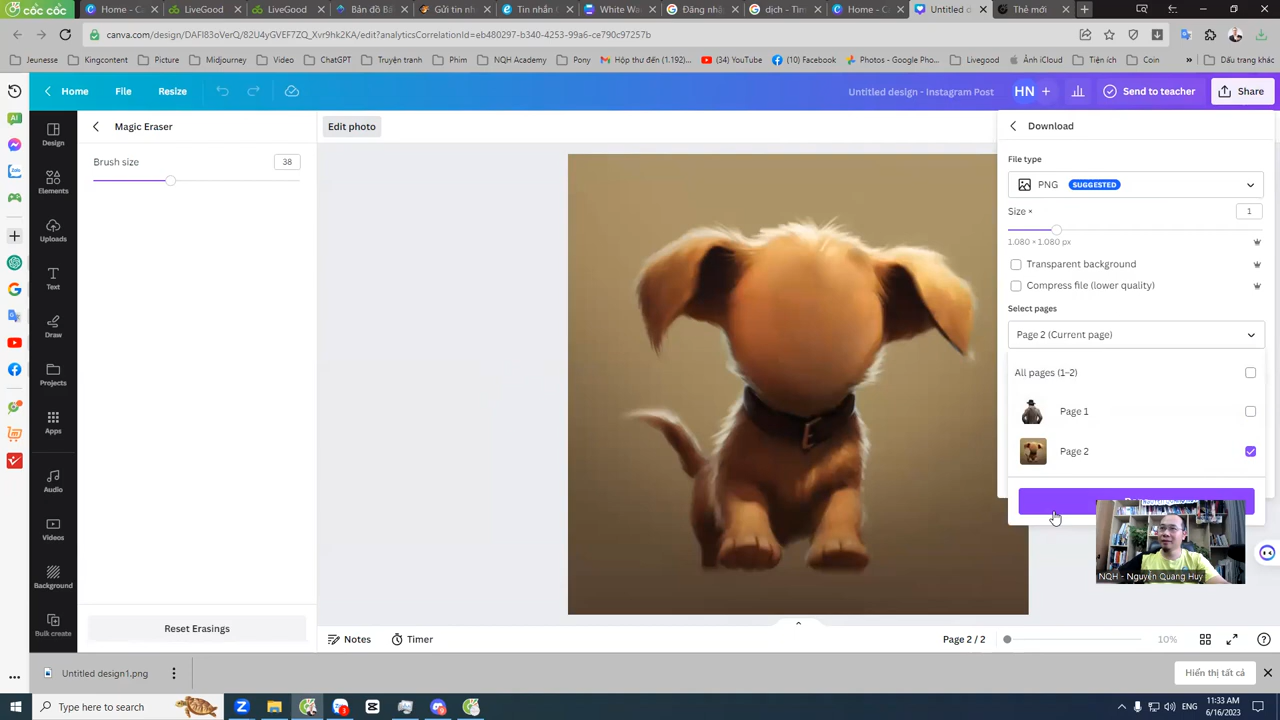 CỐC CỐC
Home - C
LiveGood
LiveGood
Bản đồ Bả
Gửi tin nh
Tin nhắn C
White Wa
Đăng nhậ
dịch - Tìm
Home - C
Untitled d
Thẻ mới
canva.com/design/DAFl83oVerQ/82U4yGVEF7ZQ_Xvr9hk2KA/edit?analyticsCorrelationId=eb480297-b340-4253-99a6-ce790c97257b
Jeunesse
Kingcontent
Picture
Midjourney
Video
ChatGPT
Truyện tranh
Phim
NQH Academy
Pony
Hộp thư đến (1.192)...
(34) YouTube
(10) Facebook
Photos - Google Pho...
Livegood
Ảnh iCloud
Tiện ích
Coin
Dấu trang khác
Home
File
Resize
Untitled design - Instagram Post
HN
Send to teacher
Share
Design
Elements
Uploads
Text
Draw
Projects
Apps
Audio
Videos
Background
Bulk create
Magic Eraser
Brush size
38
Reset Erasings
Edit photo
Download
File type
PNG SUGGESTED
Size ×
1
1.080 × 1.080 px
Transparent background
Compress file (lower quality)
Select pages
Page 2 (Current page)
All pages (1–2)
Page 1
Page 2
NQH - Nguyễn Quang Huy
Notes
Timer
Page 2 / 2
10%
Untitled design1.png
Hiển thị tất cả
Type here to search
11:33 AM
6/16/2023